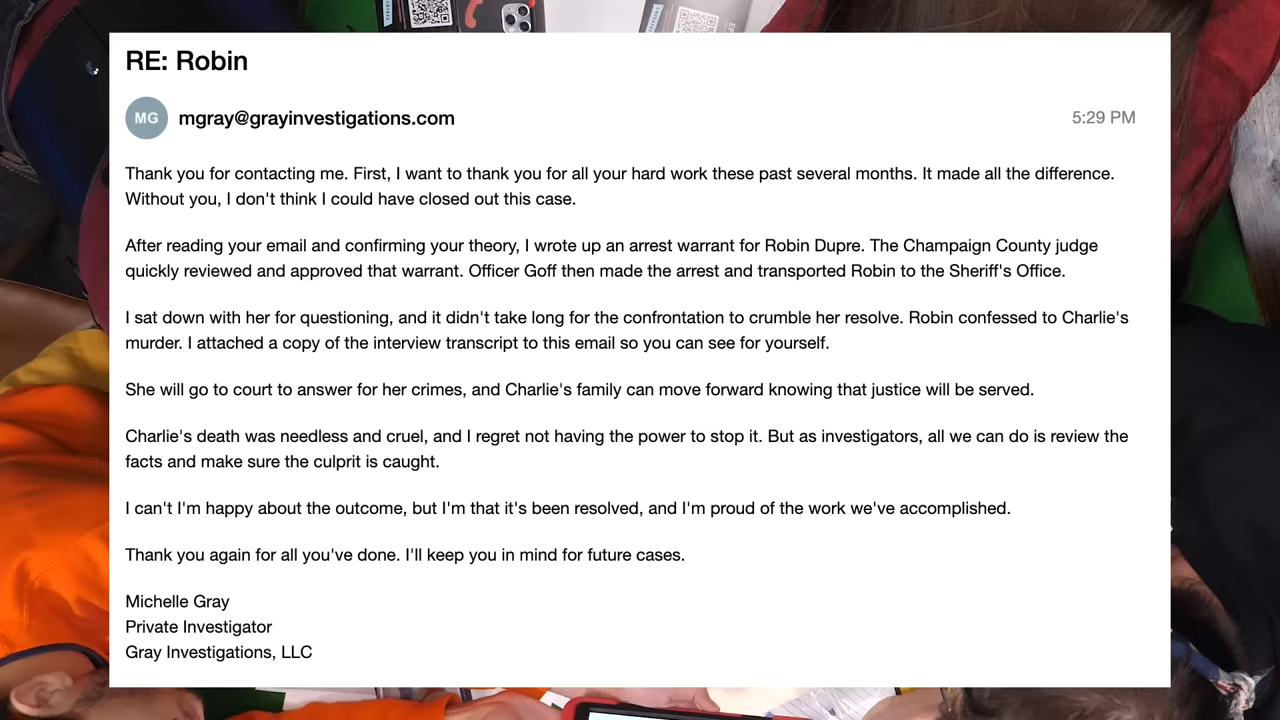 RE: Robin
MG
mgray@grayinvestigations.com
5:29 PM
Thank you for contacting me. First, I want to thank you for all your hard work these past several months. It made all the difference.
Without you, I don't think I could have closed out this case.
After reading your email and confirming your theory, I wrote up an arrest warrant for Robin Dupre. The Champaign County judge
quickly reviewed and approved that warrant. Officer Goff then made the arrest and transported Robin to the Sheriff's Office.
I sat down with her for questioning, and it didn't take long for the confrontation to crumble her resolve. Robin confessed to Charlie's
murder. I attached a copy of the interview transcript to this email so you can see for yourself.
She will go to court to answer for her crimes, and Charlie's family can move forward knowing that justice will be served.
Charlie's death was needless and cruel, and I regret not having the power to stop it. But as investigators, all we can do is review the
facts and make sure the culprit is caught.
I can't I'm happy about the outcome, but I'm that it's been resolved, and I'm proud of the work we've accomplished.
Thank you again for all you've done. I'll keep you in mind for future cases.
Michelle Gray
Private Investigator
Gray Investigations, LLC